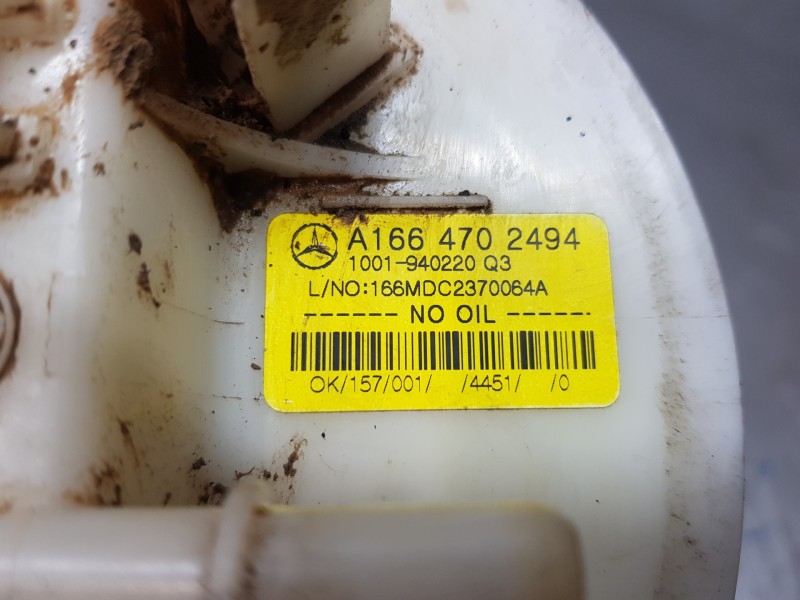 A166 470 2494
1001-940220 Q3
L/NO:166MDC2370064A
------ NO OIL ------
OK/157/001/ /4451/ /0